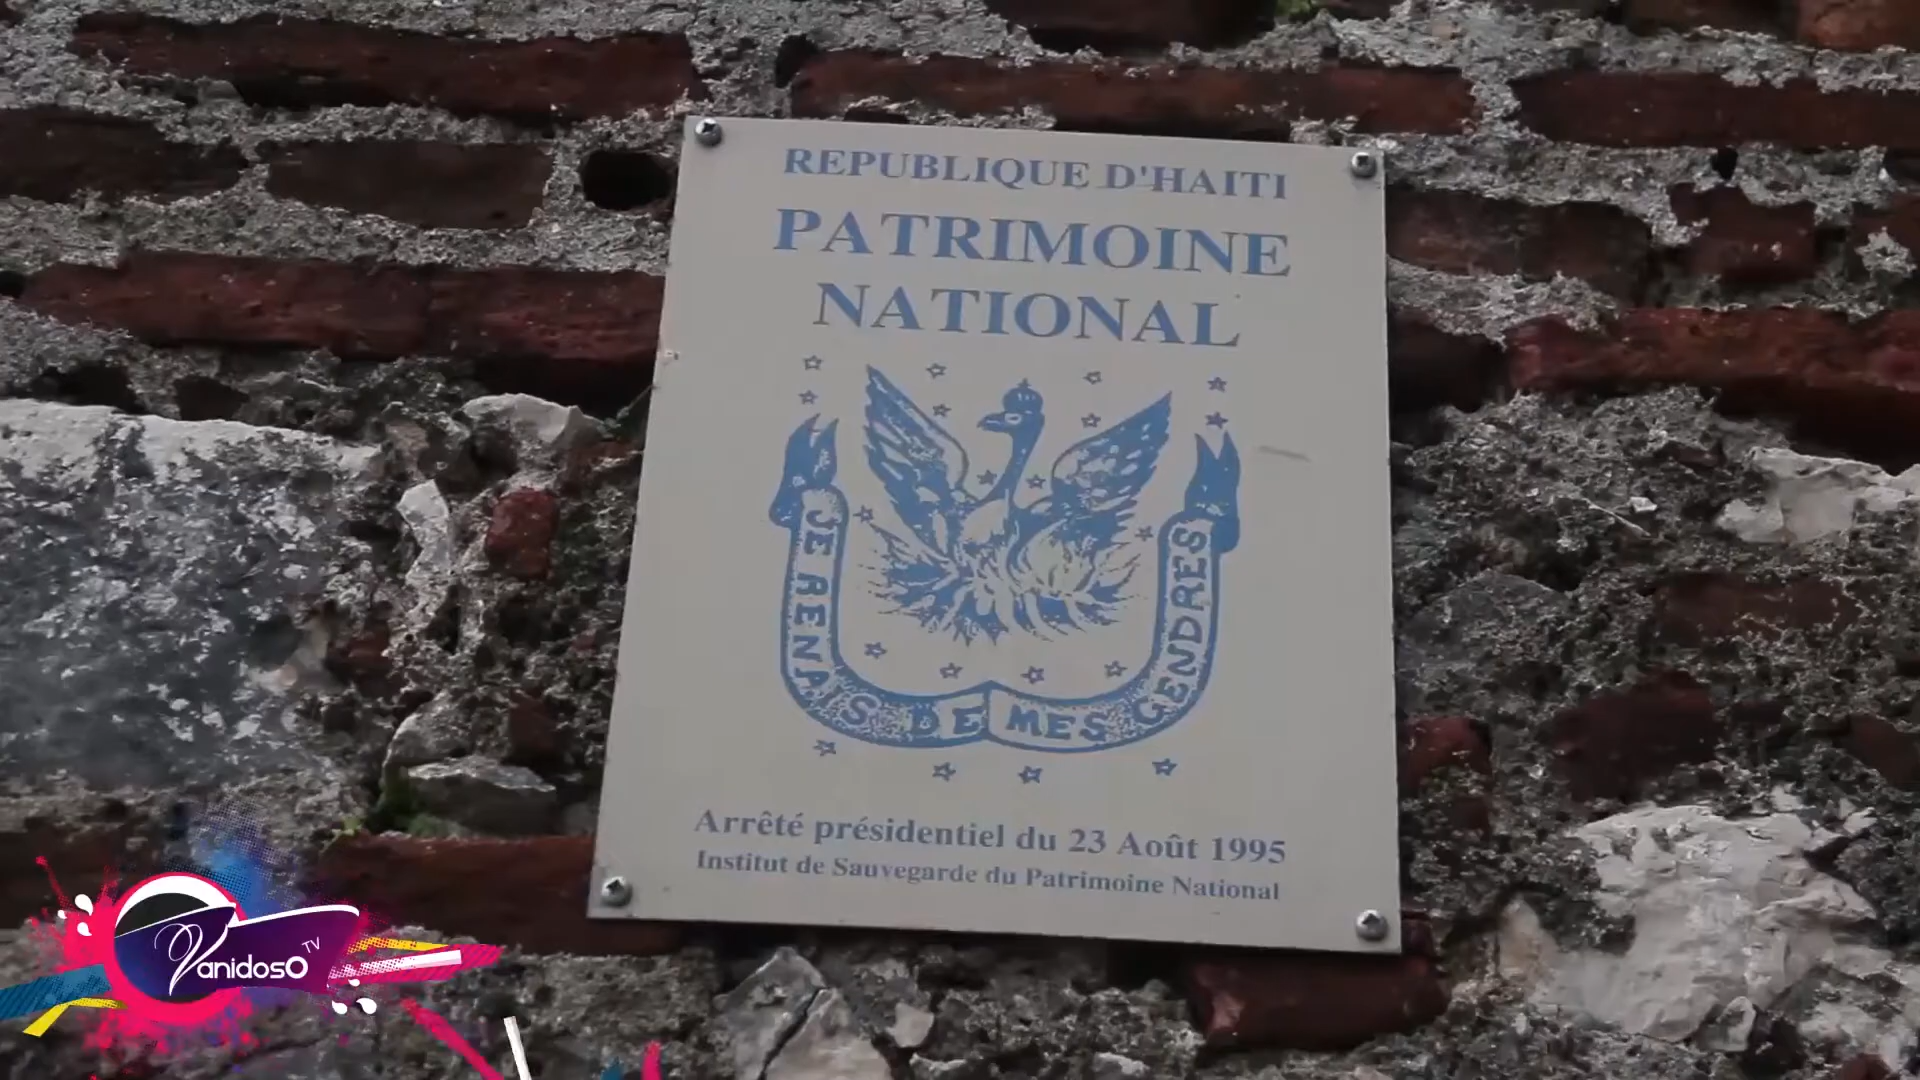 REPUBLIQUE D'HAITI
PATRIMOINE
NATIONAL
JE RENAIS DE MES CENDRES
Arrêté présidentiel du 23 Août 1995
Institut de Sauvegarde du Patrimoine National
VanidosO TV